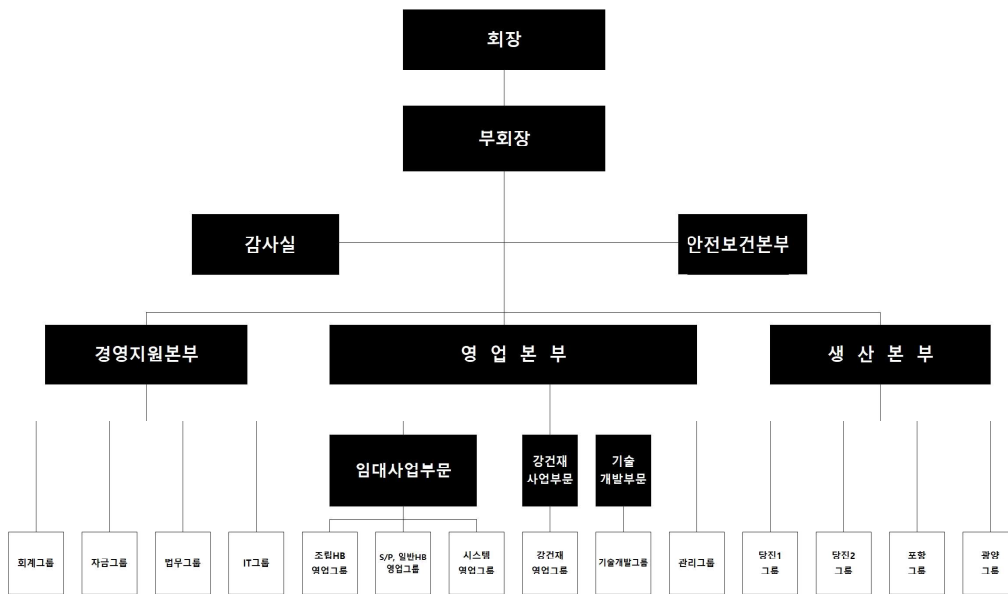 회장
부회장
감사실
안전보건본부
경영지원본부
영 업 본 부
생 산 본 부
임대사업부문
강건재
사업부문
기술
개발부문
회계그룹
자금그룹
법무그룹
IT그룹
조립HB
영업그룹
S/P, 일반HB
영업그룹
시스템
영업그룹
강건재
영업그룹
기술개발그룹
관리그룹
당진1
그룹
당진2
그룹
포항
그룹
광양
그룹